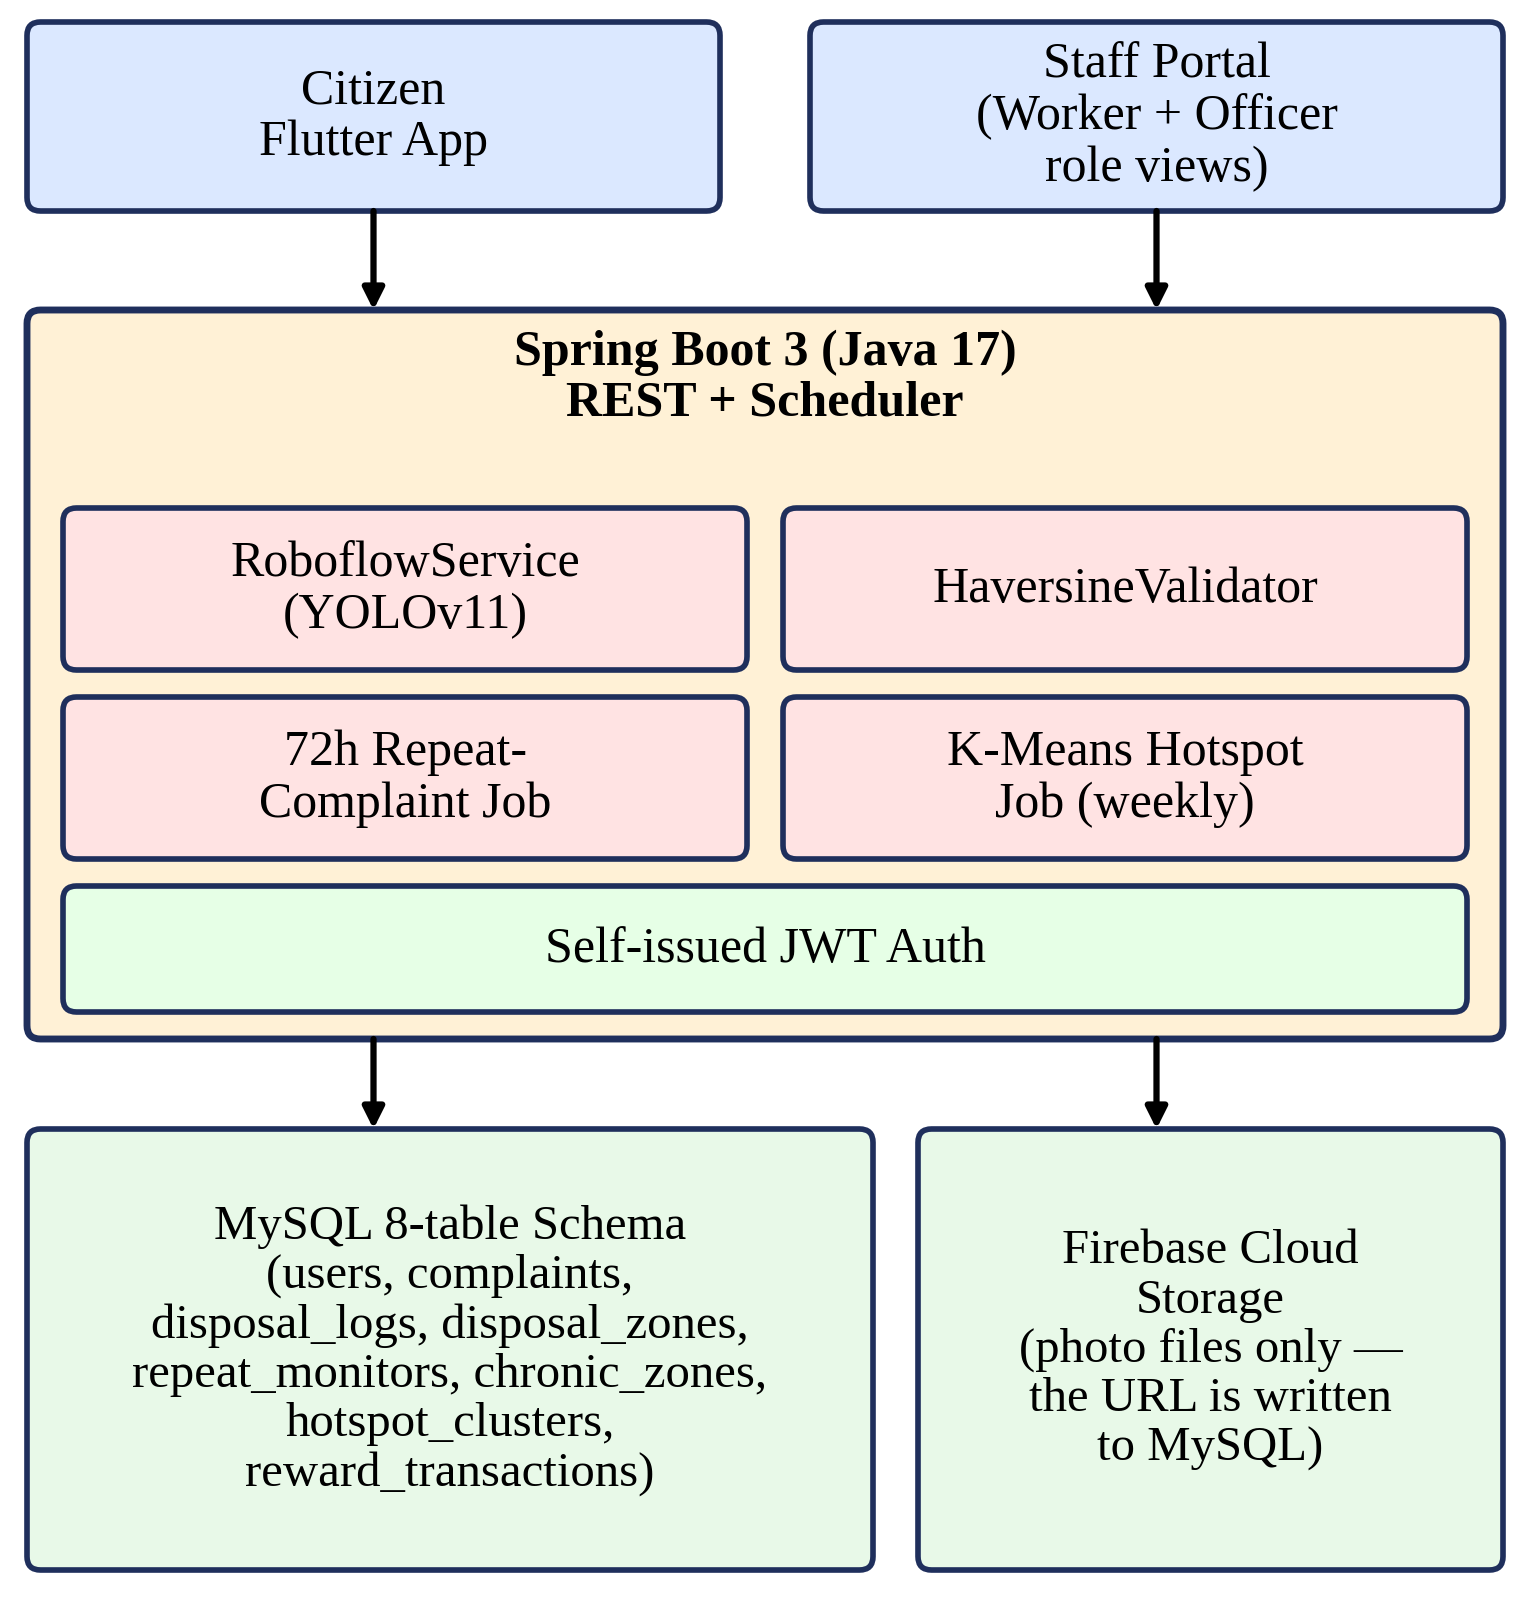 Citizen
Flutter App
Staff Portal
(Worker + Officer
role views)
Spring Boot 3 (Java 17)
REST + Scheduler
RoboflowService
(YOLOv11)
HaversineValidator
72h Repeat-
Complaint Job
K-Means Hotspot
Job (weekly)
Self-issued JWT Auth
MySQL 8-table Schema
(users, complaints,
disposal_logs, disposal_zones,
repeat_monitors, chronic_zones,
hotspot_clusters,
reward_transactions)
Firebase Cloud
Storage
(photo files only —
the URL is written
to MySQL)